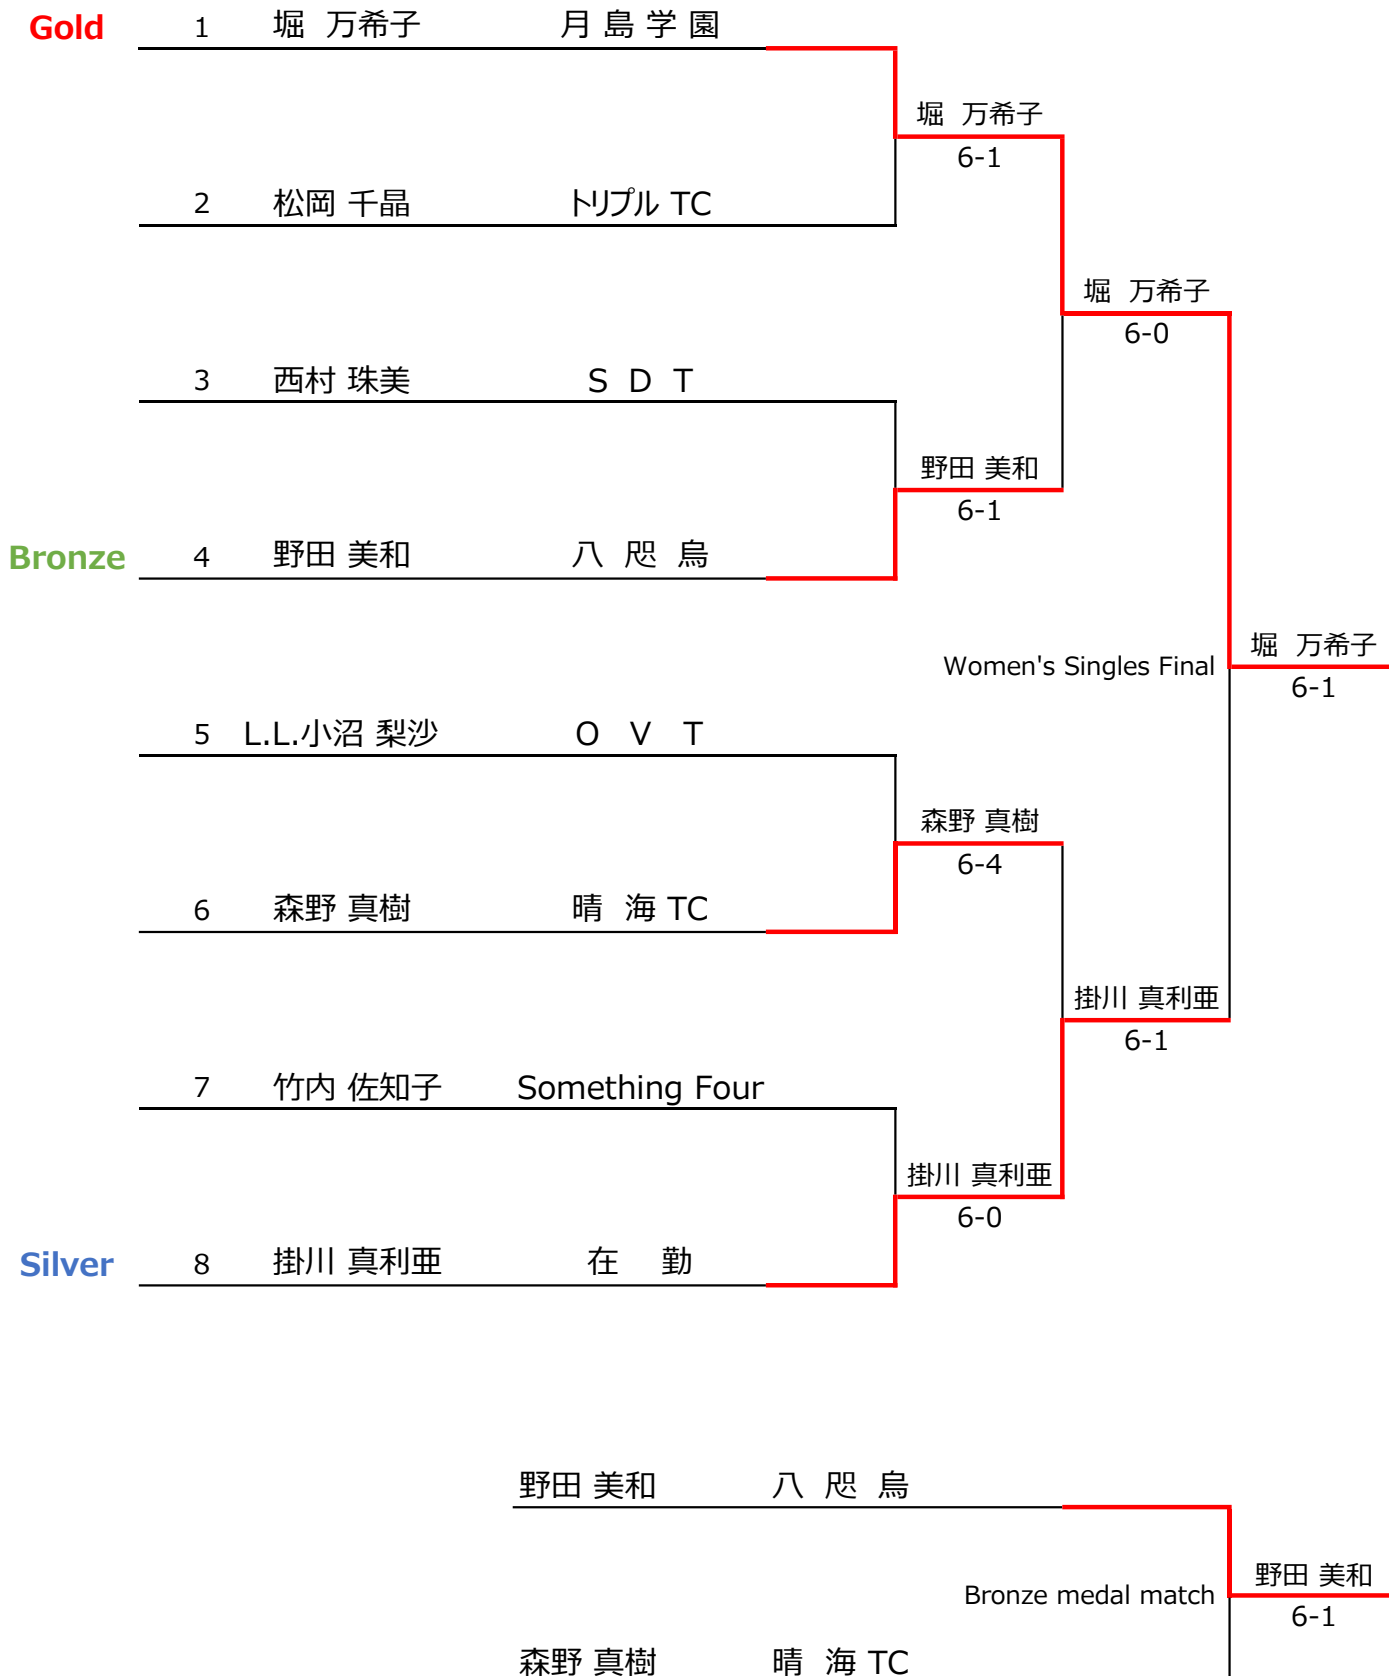 Gold 1 堀 万希子 月 島 学 園
堀 万希子
6-1
2 松岡 千晶 トリプル TC
堀 万希子
6-0
3 西村 珠美 S D T
野田 美和
6-1
Bronze 4 野田 美和 八 咫 烏
堀 万希子
Women's Singles Final
6-1
5 L.L.小沼 梨沙 O V T
森野 真樹
6-4
6 森野 真樹 晴 海 TC
掛川 真利亜
6-1
7 竹内 佐知子 Something Four
掛川 真利亜
6-0
Silver 8 掛川 真利亜 在 勤
野田 美和 八 咫 烏
野田 美和
Bronze medal match
6-1
森野 真樹 晴 海 TC